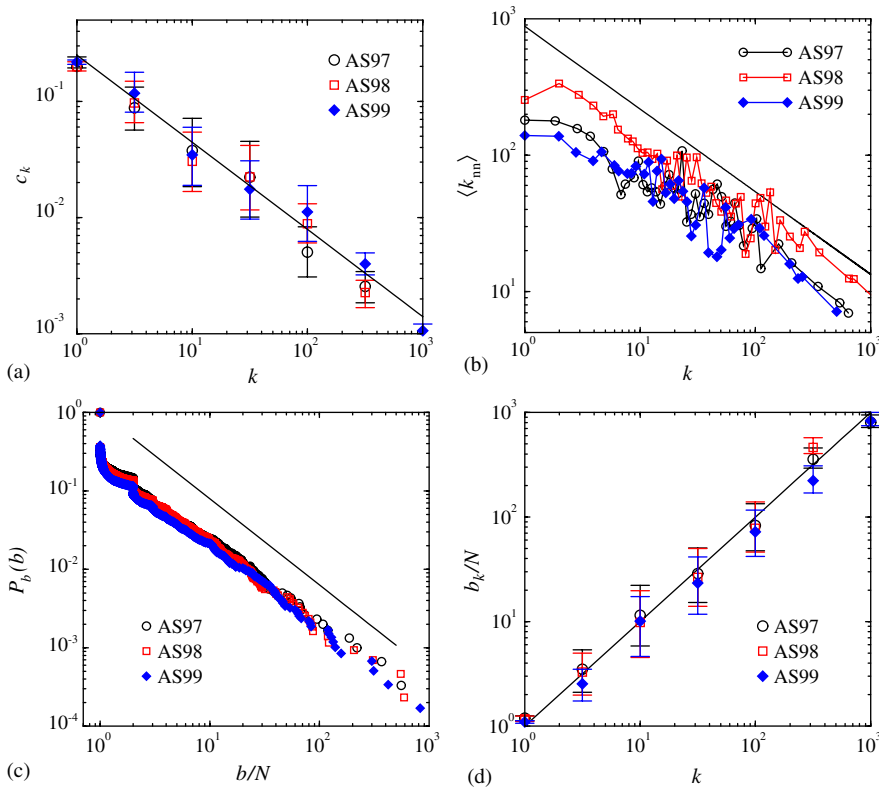 10⁻¹
10⁻²
10⁻³
10⁰
10¹
10²
10³
c_k
k
AS97
AS98
AS99
(a)
10³
10²
10¹
10⁰
10¹
10²
10³
⟨k_nn⟩
k
AS97
AS98
AS99
(b)
10⁰
10⁻¹
10⁻²
10⁻³
10⁻⁴
10⁰
10¹
10²
10³
P_b(b)
b/N
AS97
AS98
AS99
(c)
10³
10²
10¹
10⁰
10⁰
10¹
10²
10³
b_k/N
k
AS97
AS98
AS99
(d)